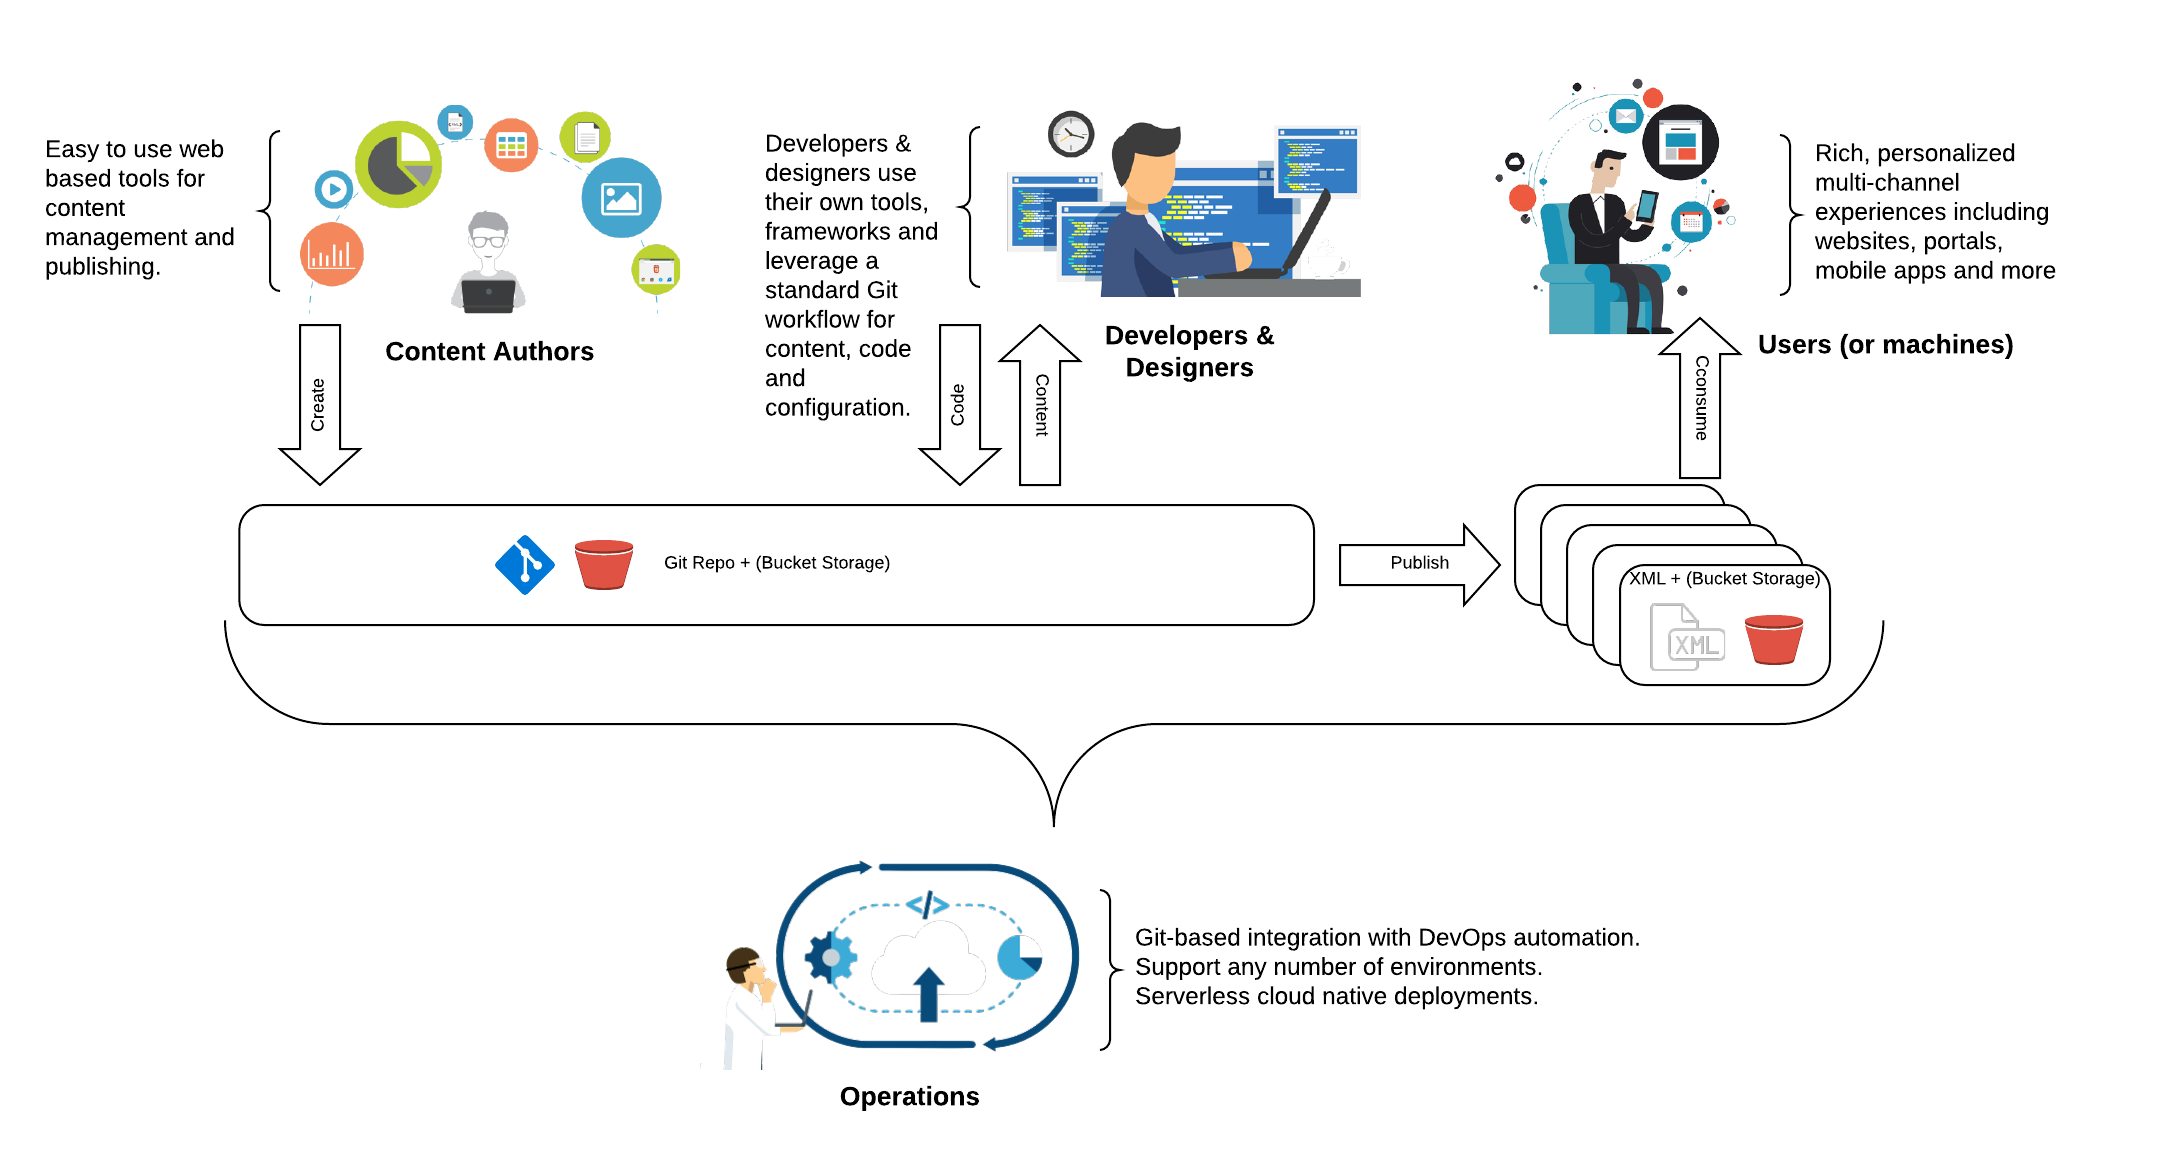 Easy to use web
based tools for
content
management and
publishing.
Content Authors
Create
Developers &
designers use
their own tools,
frameworks and
leverage a
standard Git
workflow for
content, code
and
configuration.
Developers &
Designers
Code
Content
Rich, personalized
multi-channel
experiences including
websites, portals,
mobile apps and more
Users (or machines)
Cconsume
Git Repo + (Bucket Storage)
Publish
XML + (Bucket Storage)
XML
</>
Git-based integration with DevOps automation.
Support any number of environments.
Serverless cloud native deployments.
Operations